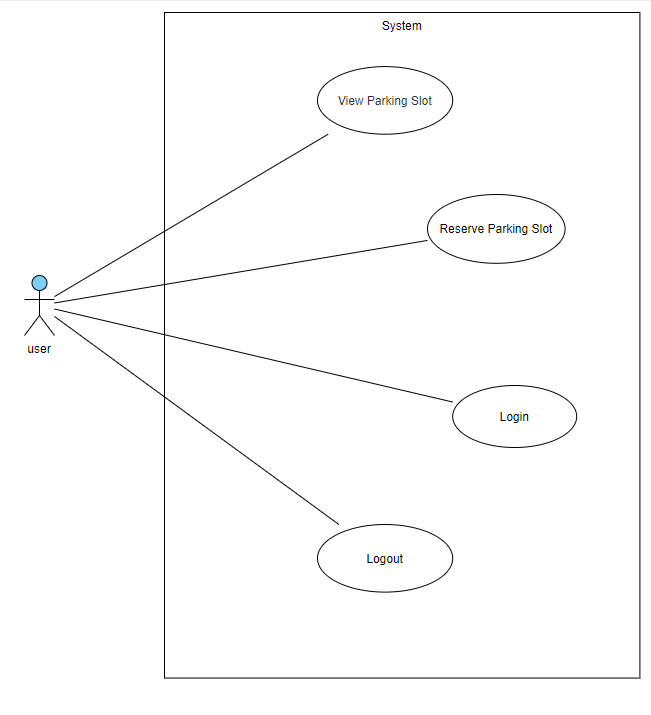 System
View Parking Slot
Reserve Parking Slot
user
Login
Logout